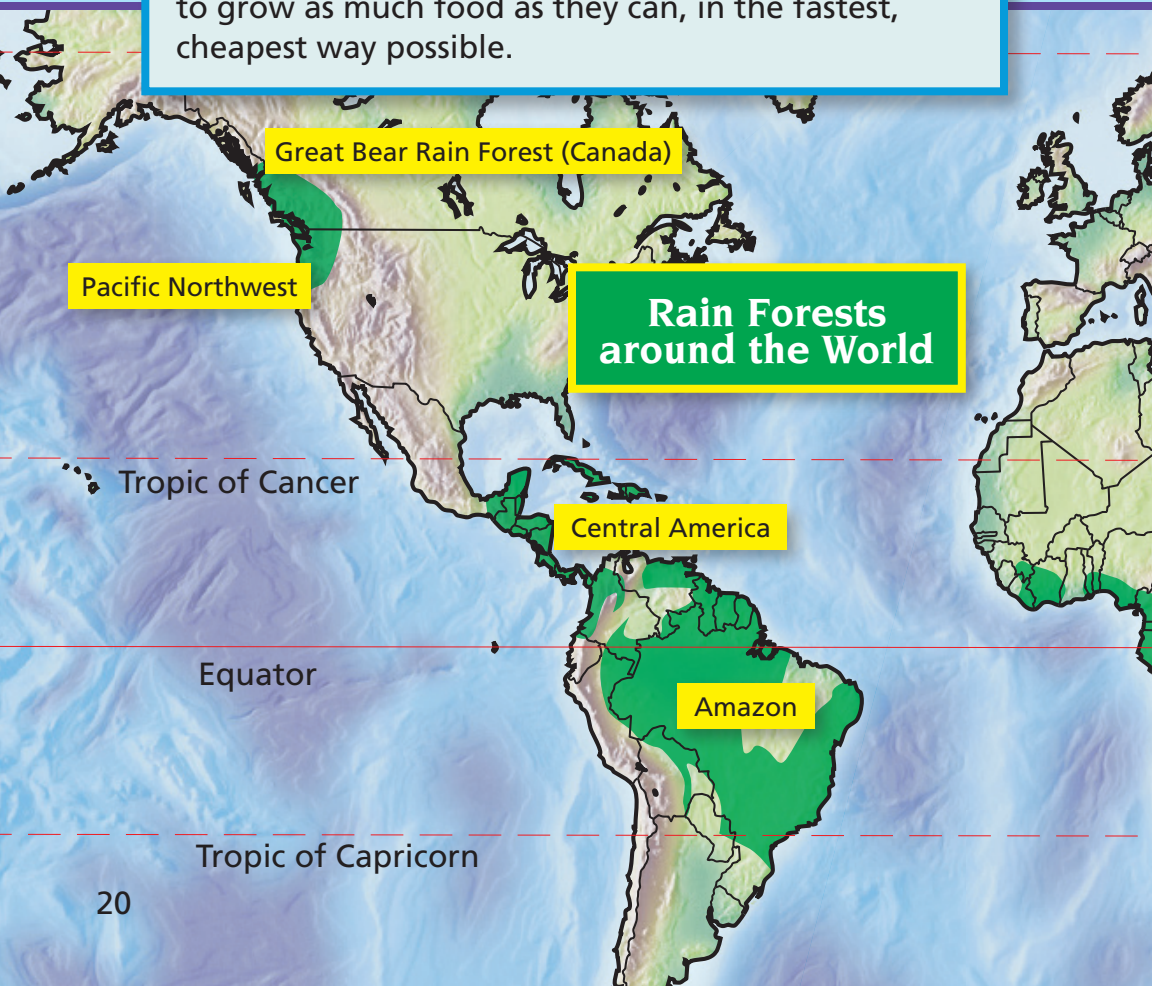 to grow as much food as they can, in the fastest,
cheapest way possible.
Great Bear Rain Forest (Canada)
Pacific Northwest
Rain Forests
around the World
Tropic of Cancer
Central America
Equator
Amazon
Tropic of Capricorn
20